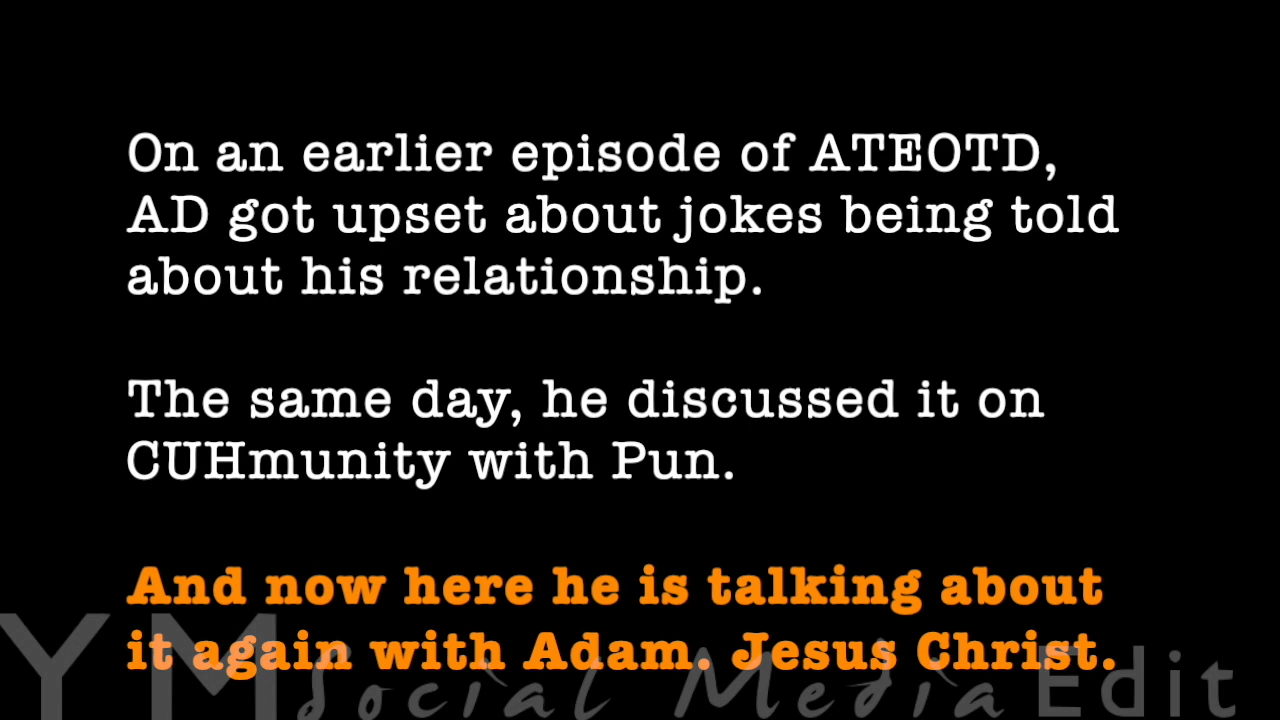 On an earlier episode of ATEOTD,
AD got upset about jokes being told
about his relationship.
The same day, he discussed it on
CUHmunity with Pun.
And now here he is talking about
it again with Adam. Jesus Christ.
YM Social Media Edit